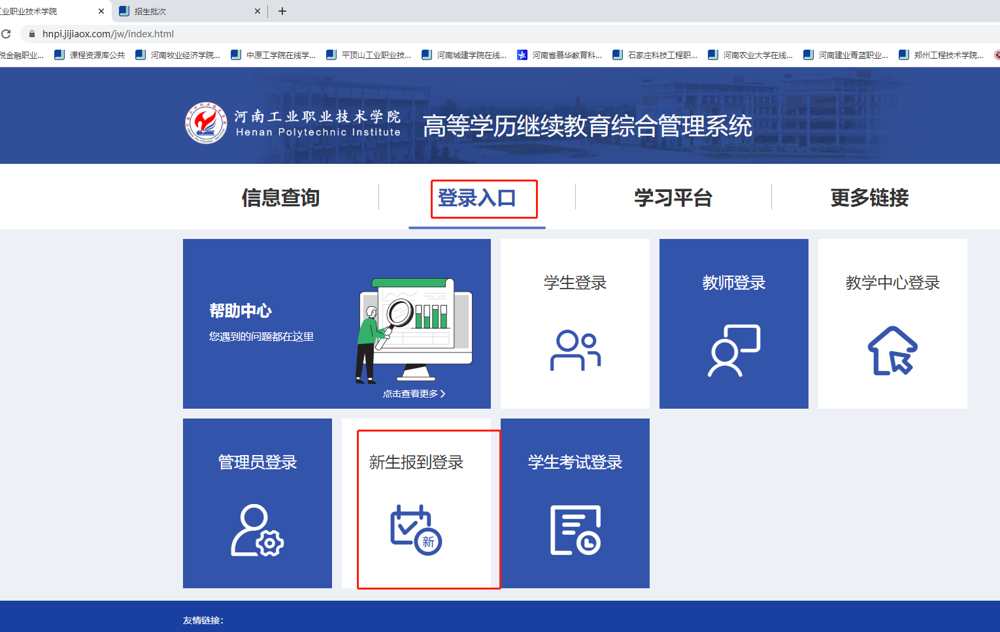 工业职业技术学院
招生批次
hnpi.jijiaox.com/jw/index.html
税金融职业...
课程资源库公共
河南牧业经济学院...
中原工学院在线学...
平顶山工业职业技...
河南城建学院在线...
河南省慕华教育科...
石家庄科技工程职...
河南农业大学在线...
河南建业青蓝职业...
郑州工程技术学院...
河南工业职业技术学院
Henan Polytechnic Institute
高等学历继续教育综合管理系统
信息查询
登录入口
学习平台
更多链接
帮助中心
您遇到的问题都在这里
点击查看更多
学生登录
教师登录
教学中心登录
管理员登录
新生报到登录
新
学生考试登录
友情链接：